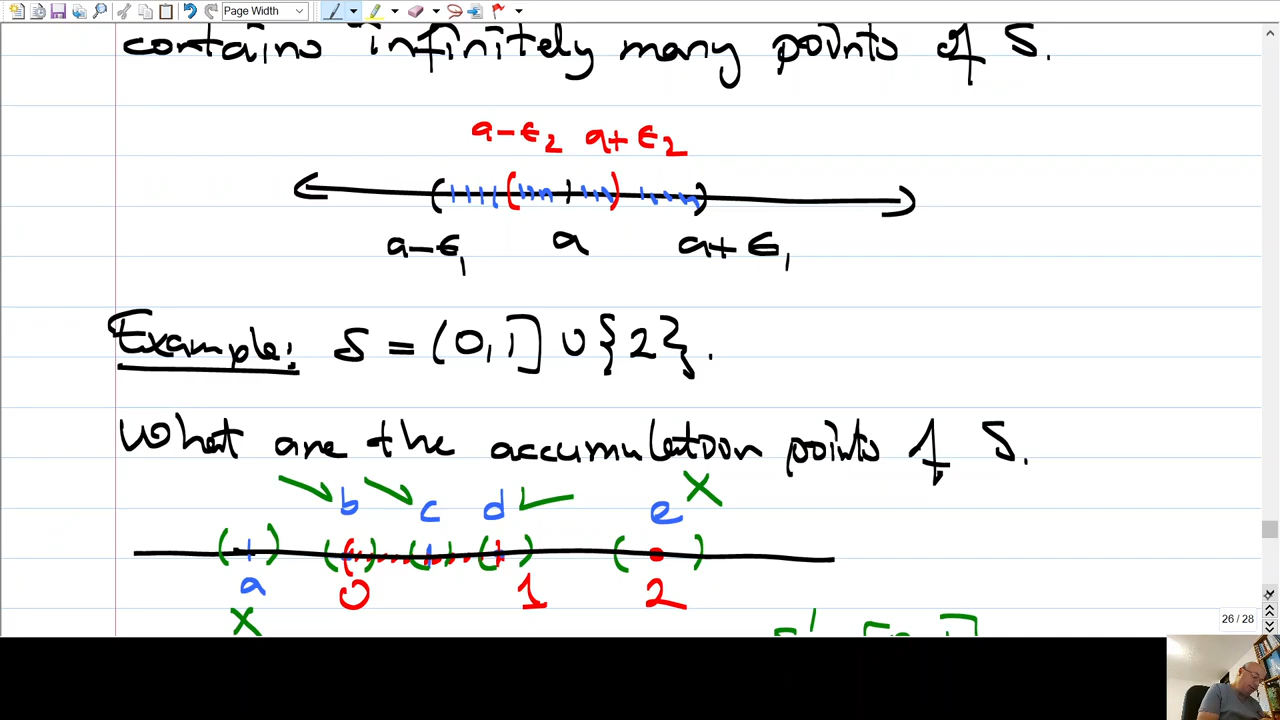 Page Width
contains infinitely many points of S.
a-ε₂ a+ε₂
a-ε₁ a a+ε₁
Example: S = (0,1] ∪ {2}.
What are the accumulation points of S.
b c d e X
a 0 1 2
X
26 / 28